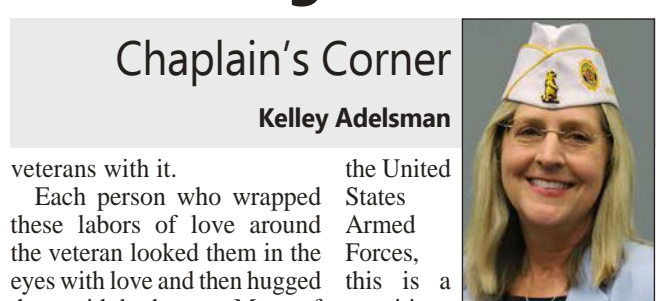 Chaplain's Corner
Kelley Adelsman
veterans with it.
Each person who wrapped
these labors of love around
the veteran looked them in the
eyes with love and then hugged
the United
States
Armed
Forces,
this is a